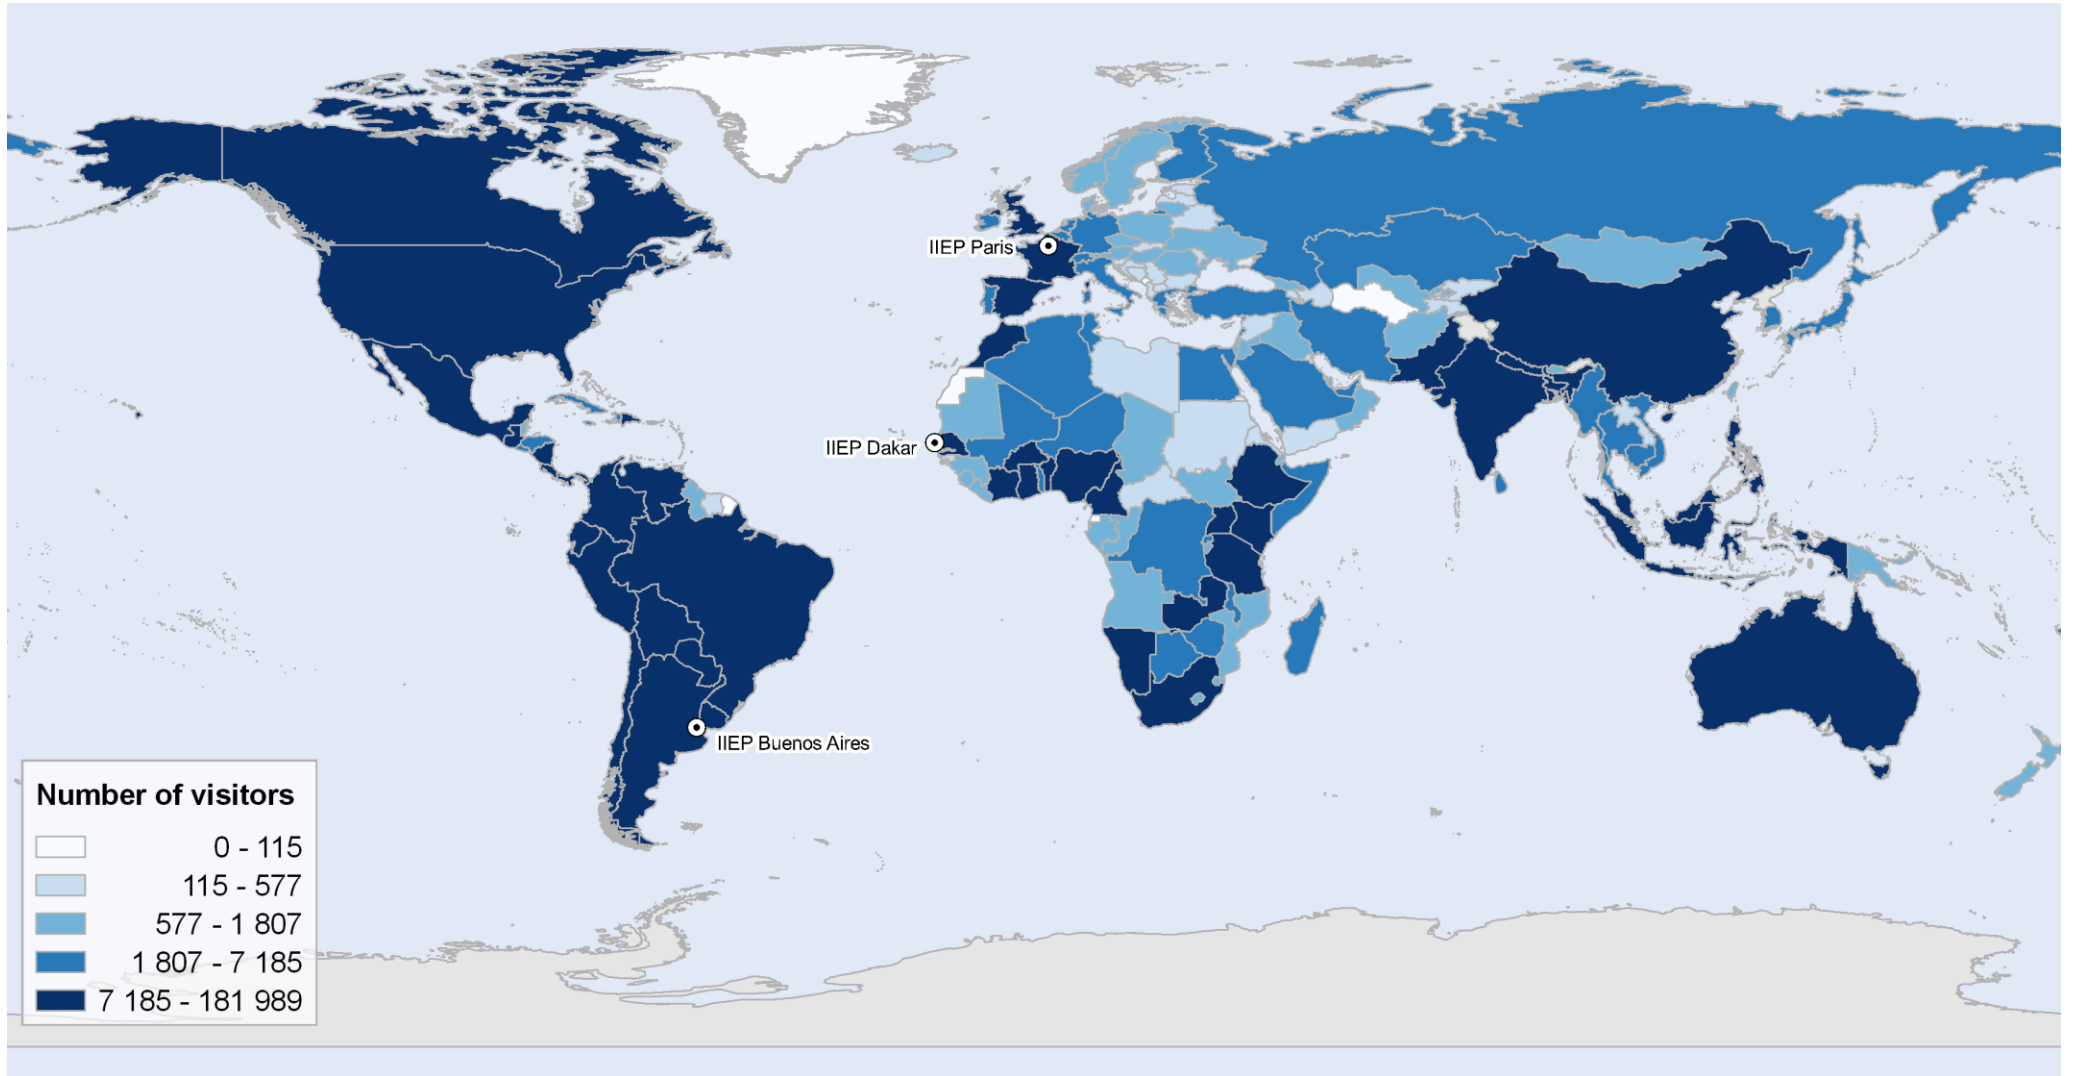 IIEP Paris
IIEP Dakar
IIEP Buenos Aires
Number of visitors
0 - 115
115 - 577
577 - 1 807
1 807 - 7 185
7 185 - 181 989